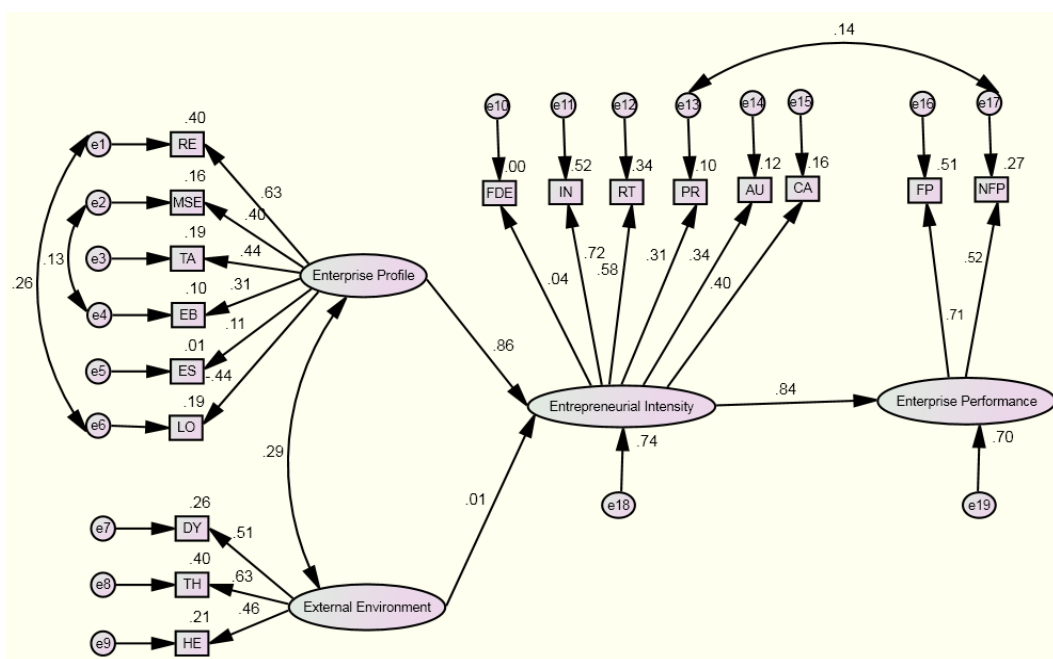 .14
e10 e11 e12 e13 e14 e15 e16 e17
.40
.00 .52 .34 .10 .12 .16 .51 .27
e1 RE
FDE IN RT PR AU CA FP NFP
.16
.63
e2 MSE
.40
.19
.44
e3 TA
.26 .13
.10
.31
Enterprise Profile
.04 .72 .58 .31 .34 .40 .71 .52
e4 EB
.11
.01
e5 ES
-.44
.86
.19
e6 LO
Entrepreneurial Intensity
.84
Enterprise Performance
.74
.70
.29
e18
e19
.01
.26
e7 DY
.51
.40
e8 TH
.63
External Environment
.46
.21
e9 HE